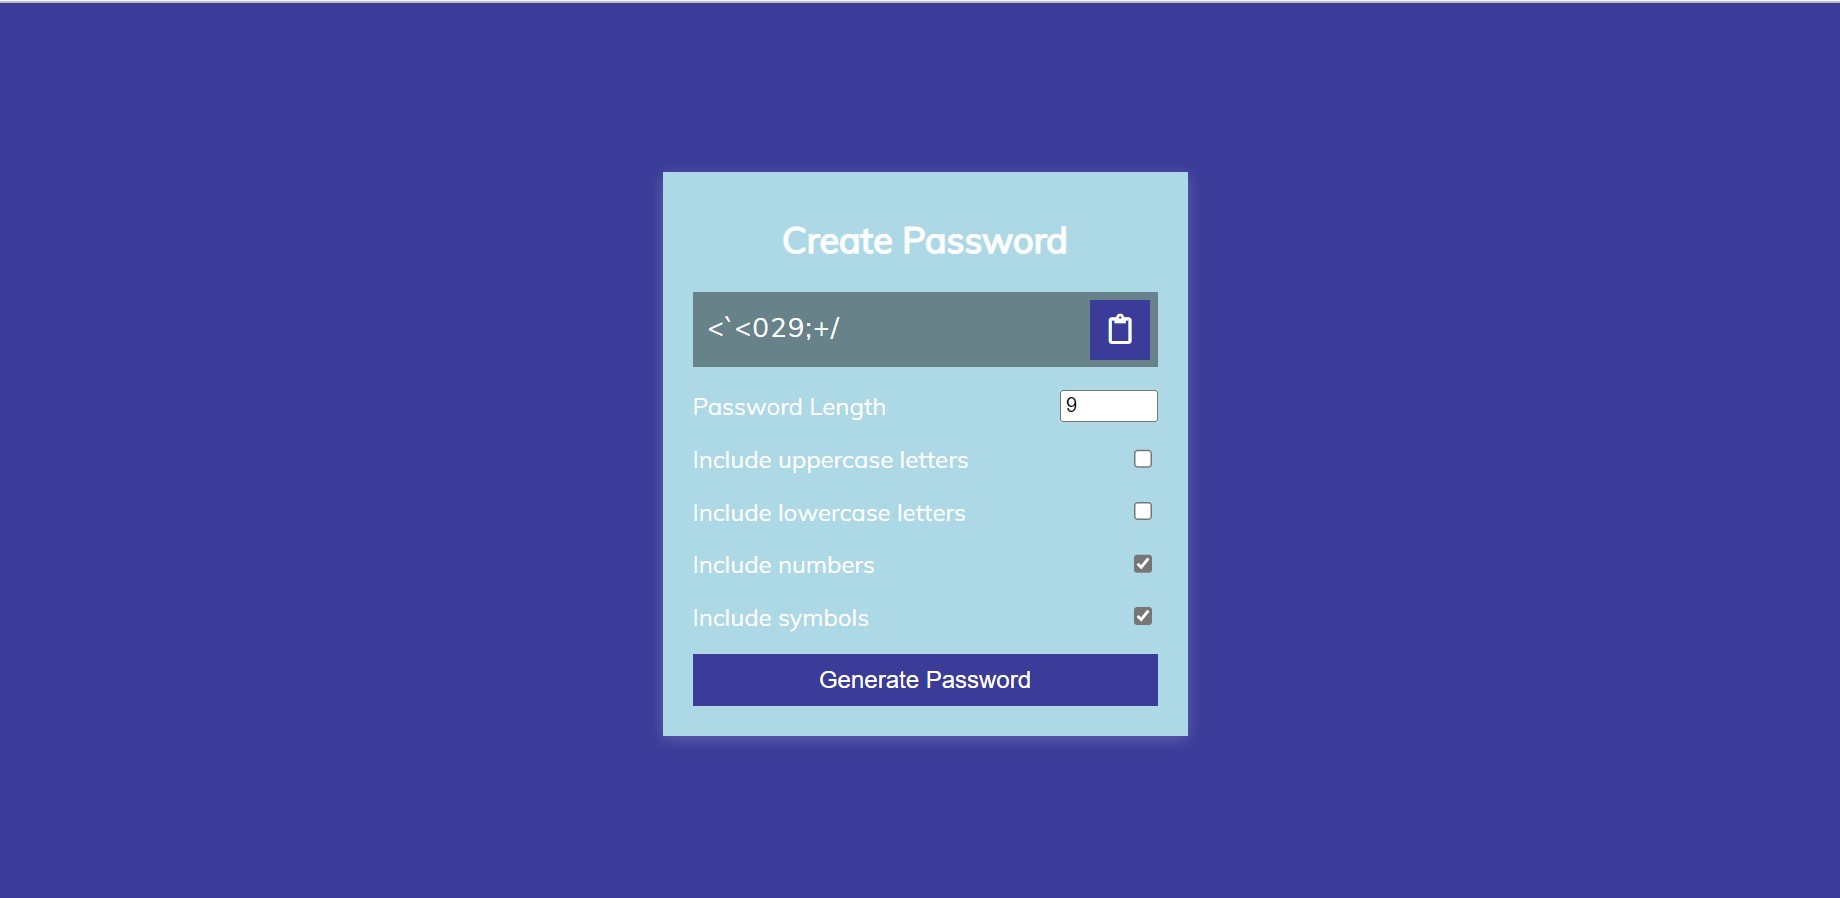 Create Password
<`<029;+/
Password Length 9
Include uppercase letters
Include lowercase letters
Include numbers
Include symbols
Generate Password